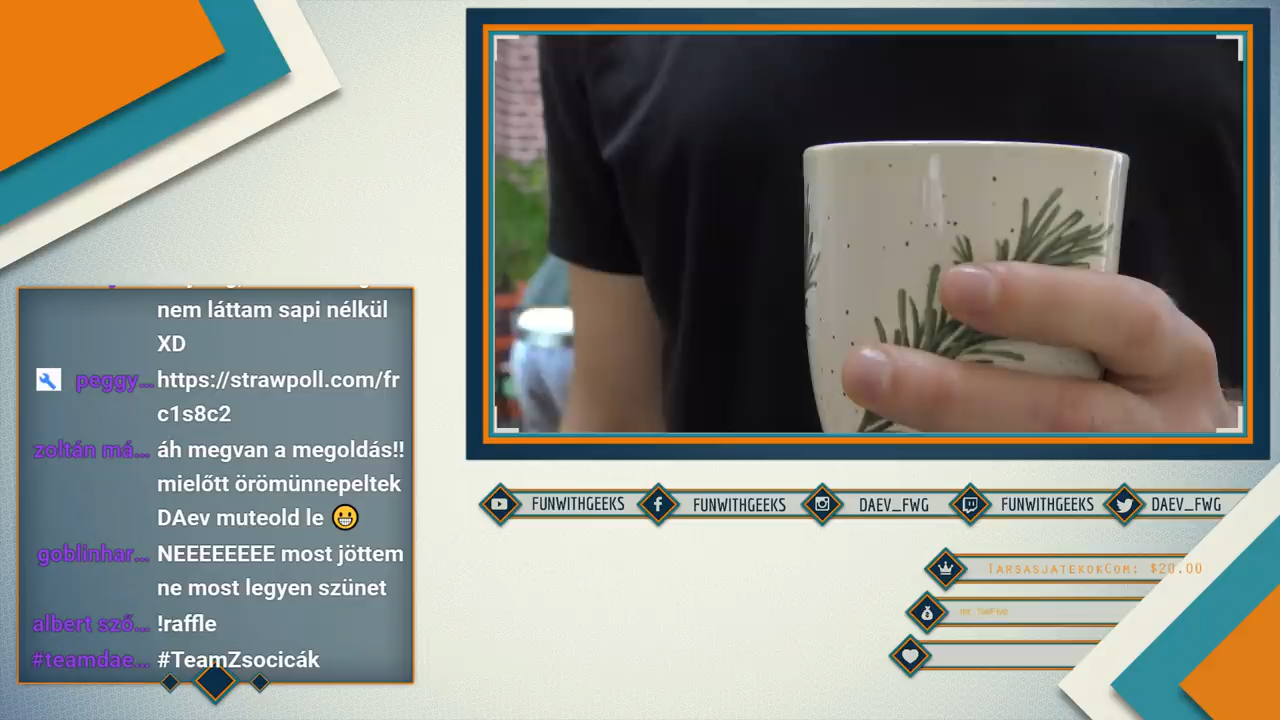 nem láttam sapi nélkül
XD
peggy... https://strawpoll.com/fr
c1s8c2
zoltán má... áh megvan a megoldás!!
mielőtt örömünnepeltek
DAev muteold le 😀
goblinhar... NEEEEEEEE most jöttem
ne most legyen szünet
albert sző... !raffle
#teamdae... #TeamZsocicák
FUNWITHGEEKS FUNWITHGEEKS DAEV_FWG FUNWITHGEEKS DAEV_FWG
TARSASJATEKOKCOM: $20.00